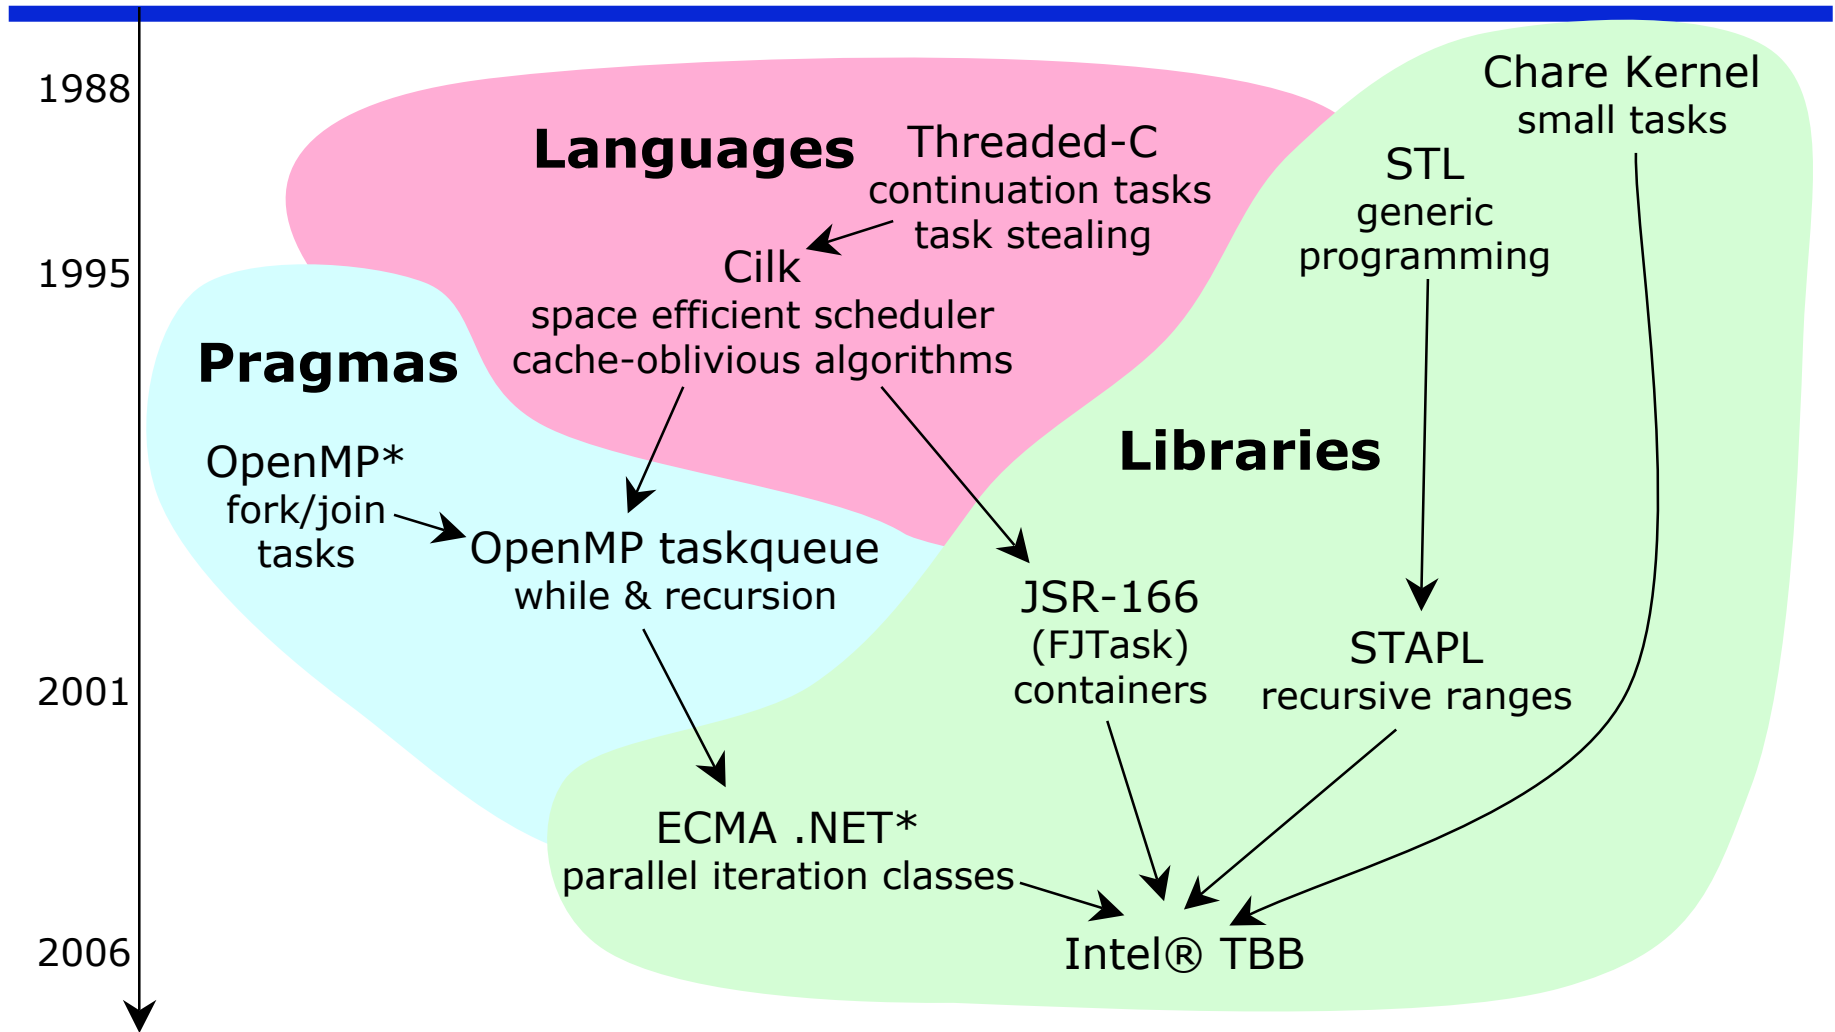 1988
1995
2001
2006
Languages
Threaded-C
continuation tasks
task stealing
Cilk
space efficient scheduler
cache-oblivious algorithms
Pragmas
OpenMP*
fork/join
tasks
OpenMP taskqueue
while & recursion
Libraries
Chare Kernel
small tasks
STL
generic
programming
JSR-166
(FJTask)
containers
STAPL
recursive ranges
ECMA .NET*
parallel iteration classes
Intel® TBB